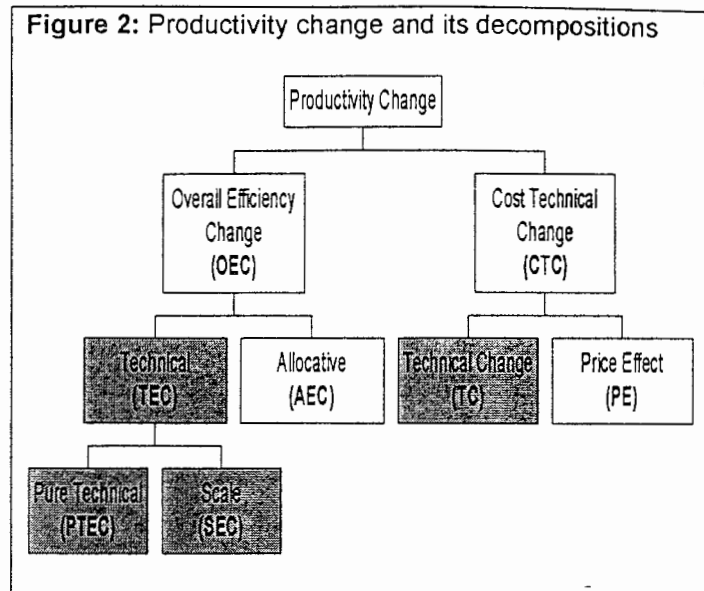 Figure 2: Productivity change and its decompositions
Productivity Change
Overall Efficiency
Change
(OEC)
Cost Technical
Change
(CTC)
Technical
(TEC)
Allocative
(AEC)
Technical Change
(TC)
Price Effect
(PE)
Pure Technical
(PTEC)
Scale
(SEC)